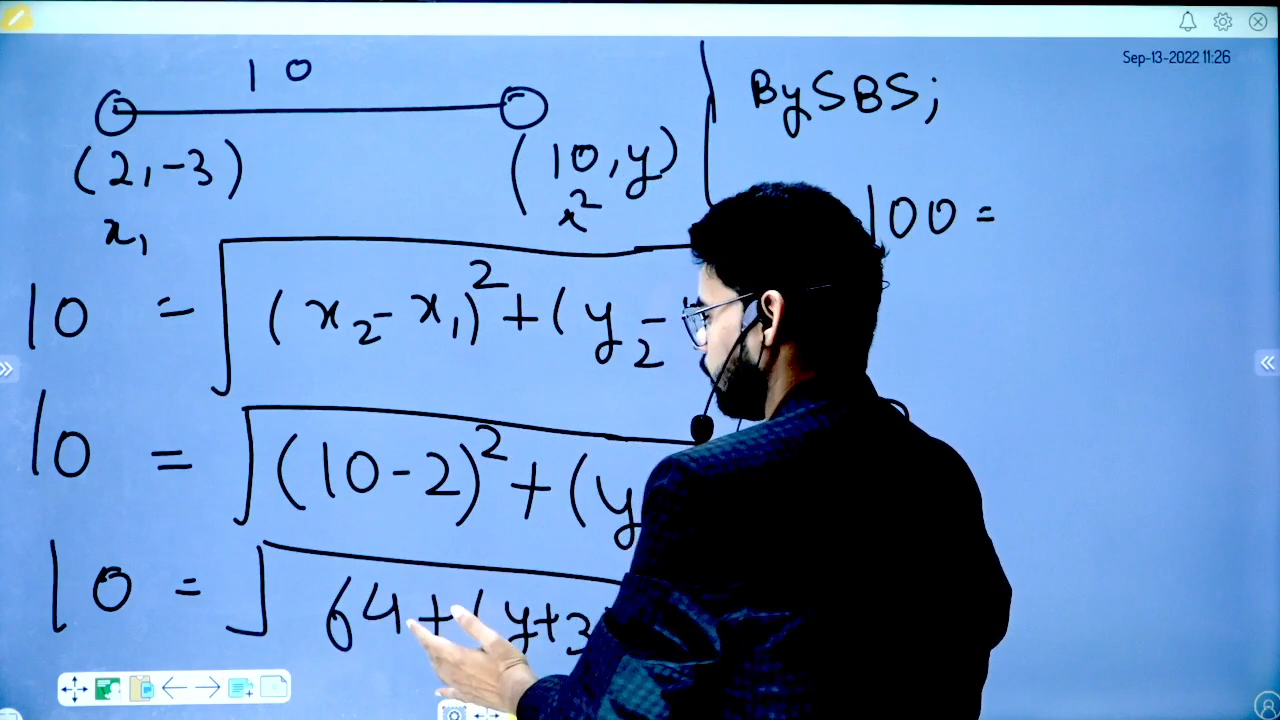 Sep-13-2022 11:26
10
(2,-3)
(10,y)
x₁
x²
10 = √(x₂-x₁)²+(y₂-
10 = √(10-2)²+(y
10 = √64+(y+3
By SBS;
100 =